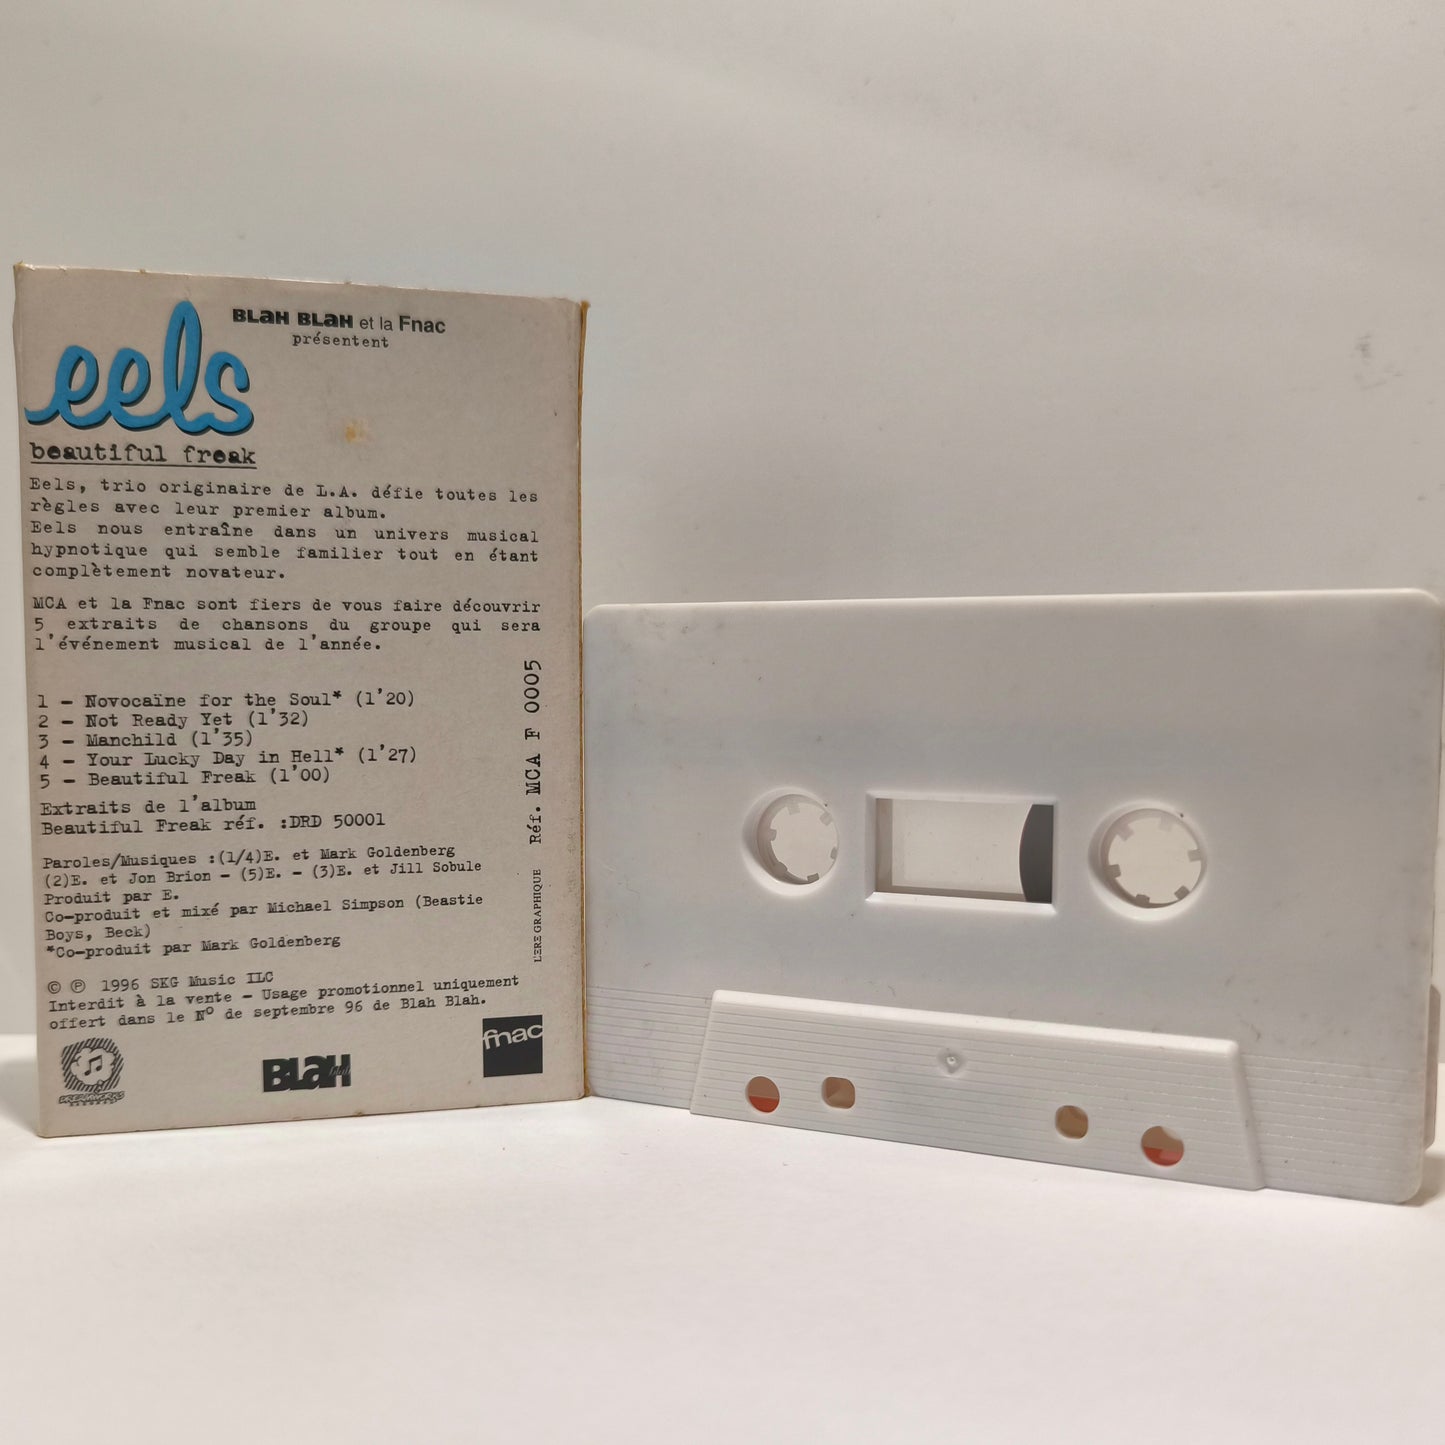 BLaH BLaH et la Fnac
présentent
eels
beautiful freak
Eels, trio originaire de L.A. défie toutes les
règles avec leur premier album.
Eels nous entraîne dans un univers musical
hypnotique qui semble familier tout en étant
complètement novateur.
MCA et la Fnac sont fiers de vous faire découvrir
5 extraits de chansons du groupe qui sera
l'événement musical de l'année.
1 - Novocaïne for the Soul* (1'20)
2 - Not Ready Yet (1'32)
3 - Manchild (1'35)
4 - Your Lucky Day in Hell* (1'27)
5 - Beautiful Freak (1'00)
Extraits de l'album
Beautiful Freak réf. :DRD 50001
Paroles/Musiques :(1/4)E. et Mark Goldenberg
(2)E. et Jon Brion - (5)E. - (3)E. et Jill Sobule
Produit par E.
Co-produit et mixé par Michael Simpson (Beastie
Boys, Beck)
*Co-produit par Mark Goldenberg
© ℗ 1996 SKG Music LLC
Interdit à la vente - Usage promotionnel uniquement
offert dans le N° de septembre 96 de Blah Blah.
L'ERE GRAPHIQUE
Réf. MCA F 0005
DREAMWORKS
RECORDS
BLaH
blah
fnac